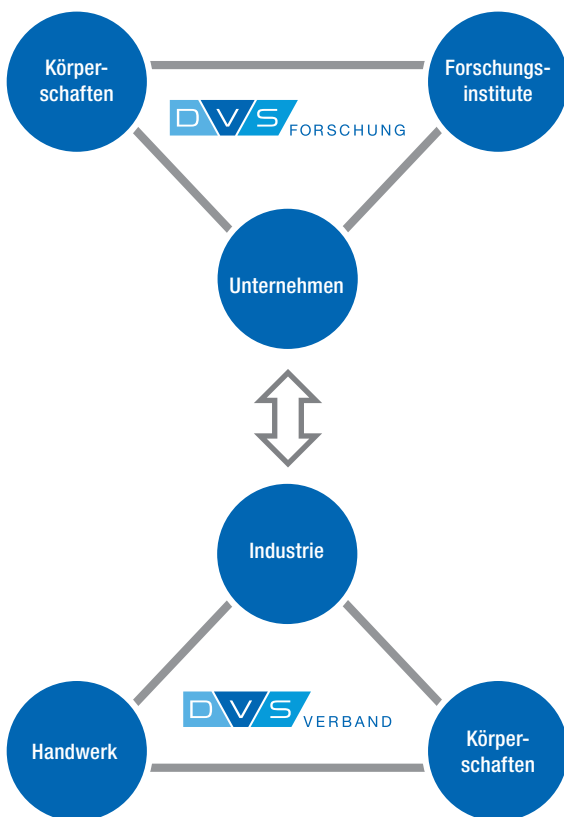 Körper-
schaften
Forschungs-
institute
DVS FORSCHUNG
Unternehmen
Industrie
DVS VERBAND
Handwerk
Körper-
schaften